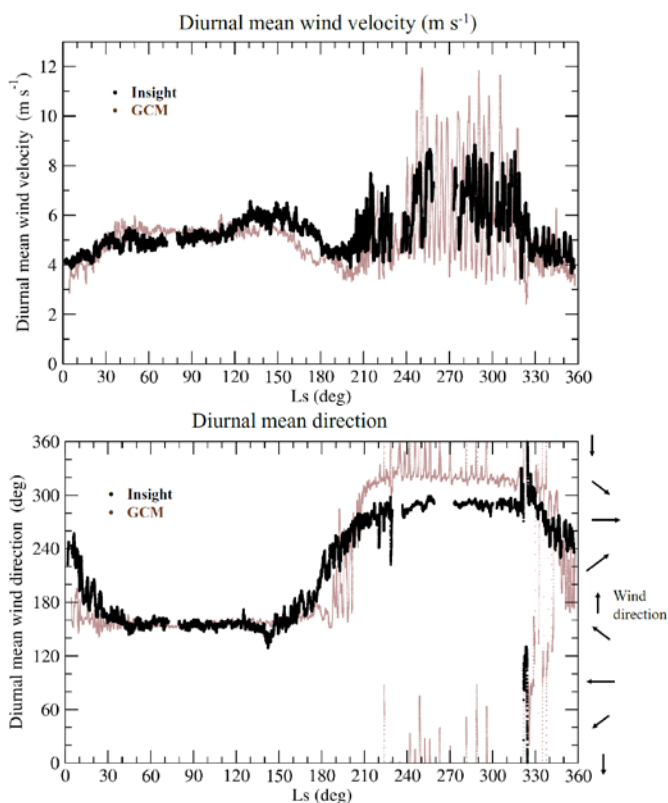 Diurnal mean wind velocity (m s⁻¹)
Diurnal mean wind velocity (m s⁻¹)
12
10
8
6
4
2
0
Insight
GCM
0 30 60 90 120 150 180 210 240 270 300 330 360
Ls (deg)
Diurnal mean direction
Diurnal mean wind direction (deg)
360
300
240
180
120
60
0
Insight
GCM
Wind
direction
0 30 60 90 120 150 180 210 240 270 300 330 360
Ls (deg)